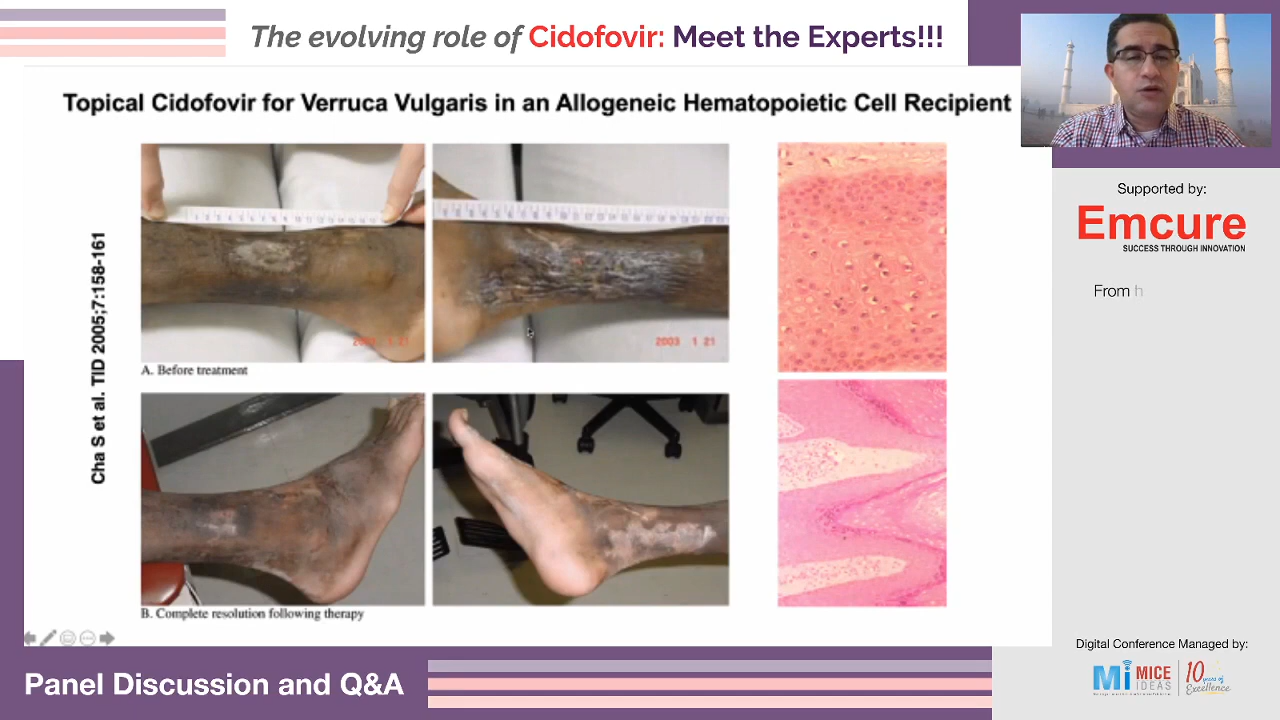 The evolving role of Cidofovir: Meet the Experts!!!
Topical Cidofovir for Verruca Vulgaris in an Allogeneic Hematopoietic Cell Recipient
Cha S et al. TID 2005;7:158-161
2003 1 21
A. Before treatment
B. Complete resolution following therapy
Supported by:
Emcure
SUCCESS THROUGH INNOVATION
From h
Digital Conference Managed by:
Mi MICE IDEAS
10 years of Excellence
Panel Discussion and Q&A